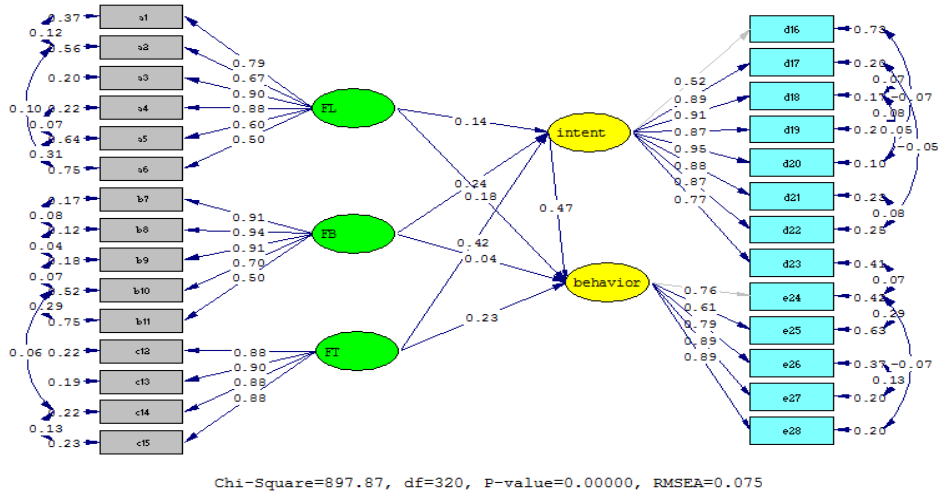 0.37 a1 d16 0.73
0.12
0.56 a2 d17 0.20
0.79 0.52 0.07
0.20 a3 0.67 0.89 d18 0.11 -0.07
0.90 0.91 0.08
0.10 0.22 a4 0.88 FL 0.14 intent 0.87 d19 0.20 0.05
0.07 0.60 0.95 -0.05
0.64 a5 0.50 0.88 d20 0.10
0.31 0.87
0.75 a6 0.24 0.77 d21 0.23
0.18
0.17 b7 0.91 0.47 0.08
0.08 0.94 d22 0.25
0.12 b8 0.91 FB 0.42
0.04 0.70 0.04 d23 0.41
0.18 b9 0.50 behavior 0.07
0.07 0.76 e24 0.42
0.52 b10 0.61 0.29
0.29 0.23 0.79 e25 0.63
0.75 b11 0.89
0.06 0.22 c12 0.88 FT 0.89 e26 0.37 -0.07
0.90 0.13
0.19 c13 0.88 e27 0.20
0.88
0.22 c14 e28 0.20
0.13
0.23 c15
Chi-Square=897.87, df=320, P-value=0.00000, RMSEA=0.075